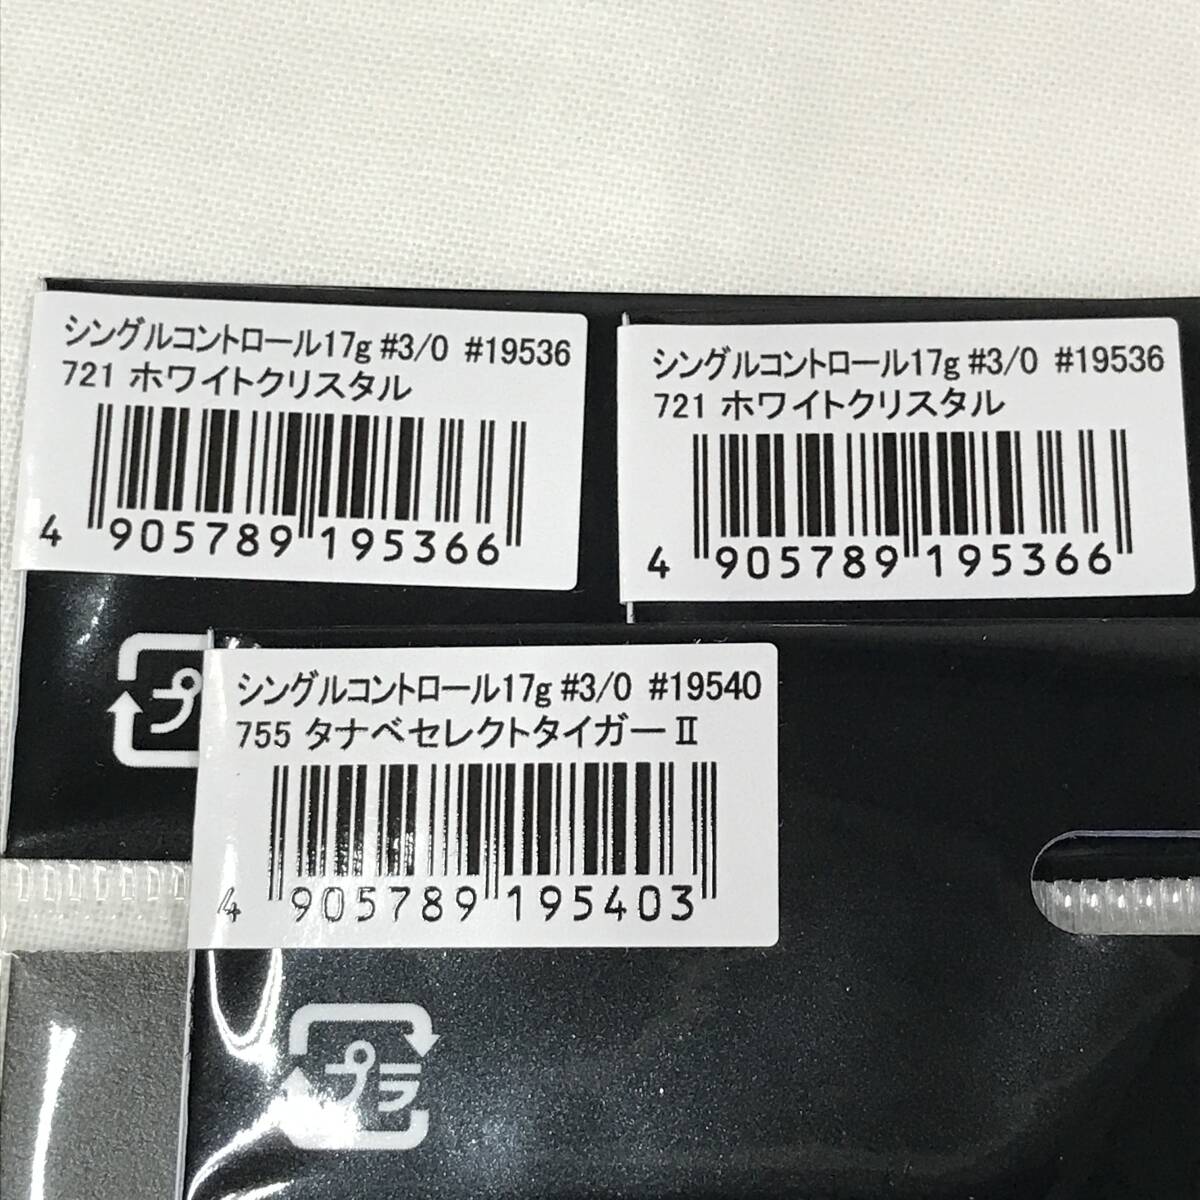 シングルコントロール17g #3/0 #19536
721 ホワイトクリスタル
4 905789 195366
シングルコントロール17g #3/0 #19536
721 ホワイトクリスタル
4 905789 195366
プ
シングルコントロール17g #3/0 #19540
755 タナベセレクトタイガーⅡ
4 905789 195403
プラ